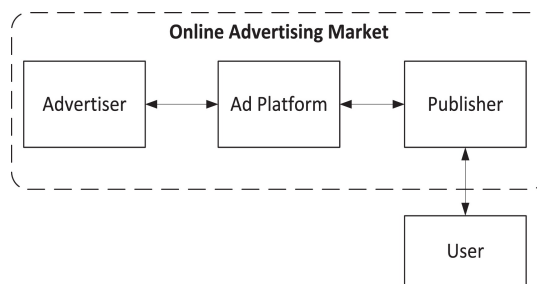 Online Advertising Market
Advertiser
Ad Platform
Publisher
User